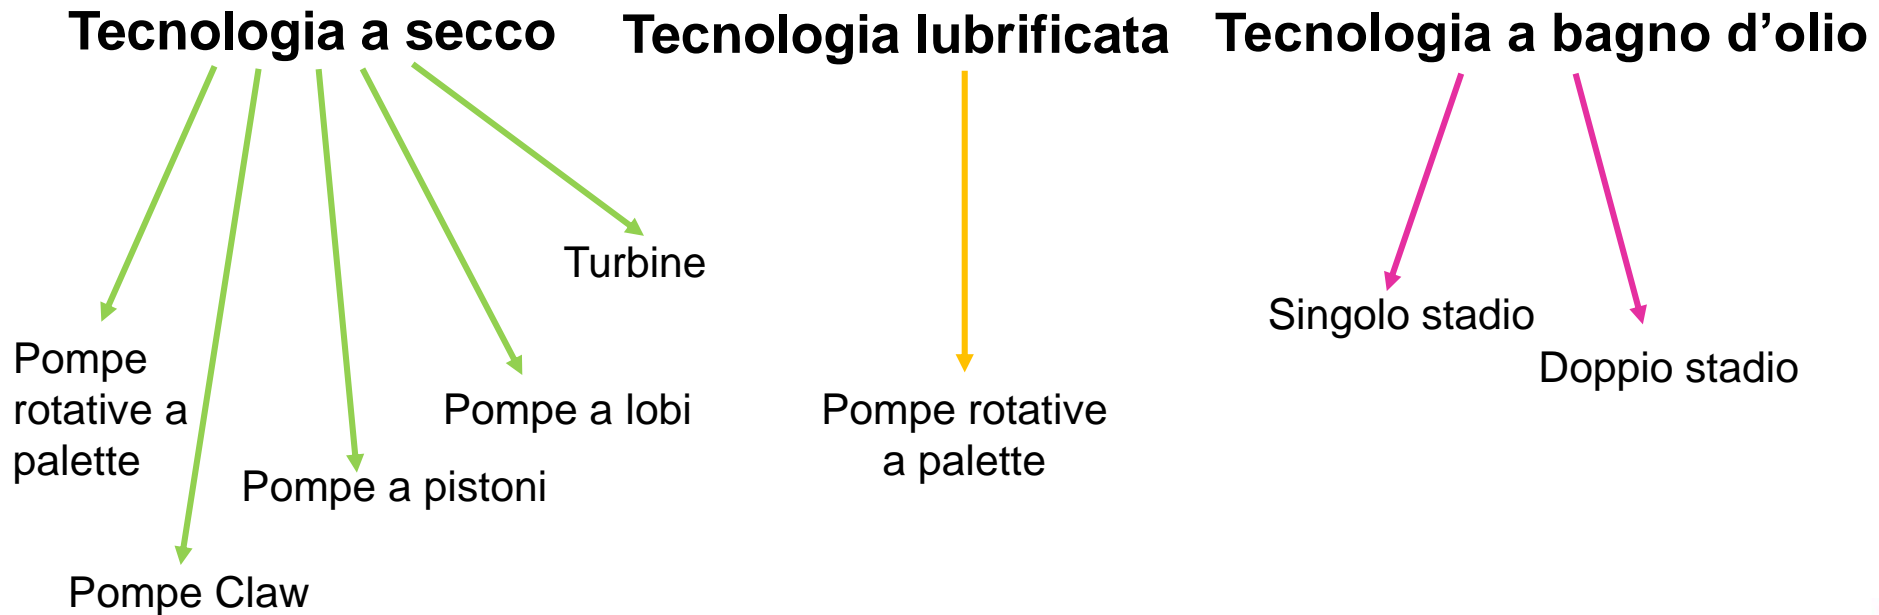 Tecnologia a secco
Tecnologia lubrificata
Tecnologia a bagno d’olio
Turbine
Pompe
rotative a
palette
Pompe a lobi
Pompe a pistoni
Pompe Claw
Pompe rotative
a palette
Singolo stadio
Doppio stadio